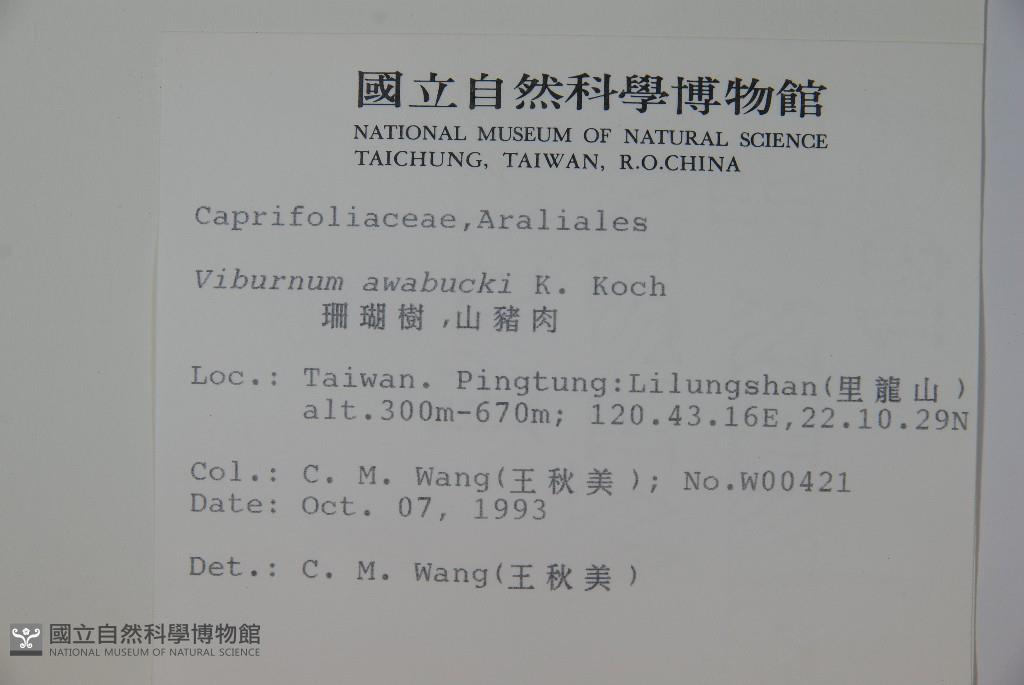 國立自然科學博物館
NATIONAL MUSEUM OF NATURAL SCIENCE
TAICHUNG, TAIWAN, R.O.CHINA
Caprifoliaceae,Araliales
Viburnum awabucki K. Koch
珊瑚樹,山豬肉
Loc.: Taiwan. Pingtung:Lilungshan(里龍山)
alt.300m-670m; 120.43.16E,22.10.29N
Col.: C. M. Wang(王秋美); No.W00421
Date: Oct. 07, 1993
Det.: C. M. Wang(王秋美)
國立自然科學博物館
NATIONAL MUSEUM OF NATURAL SCIENCE